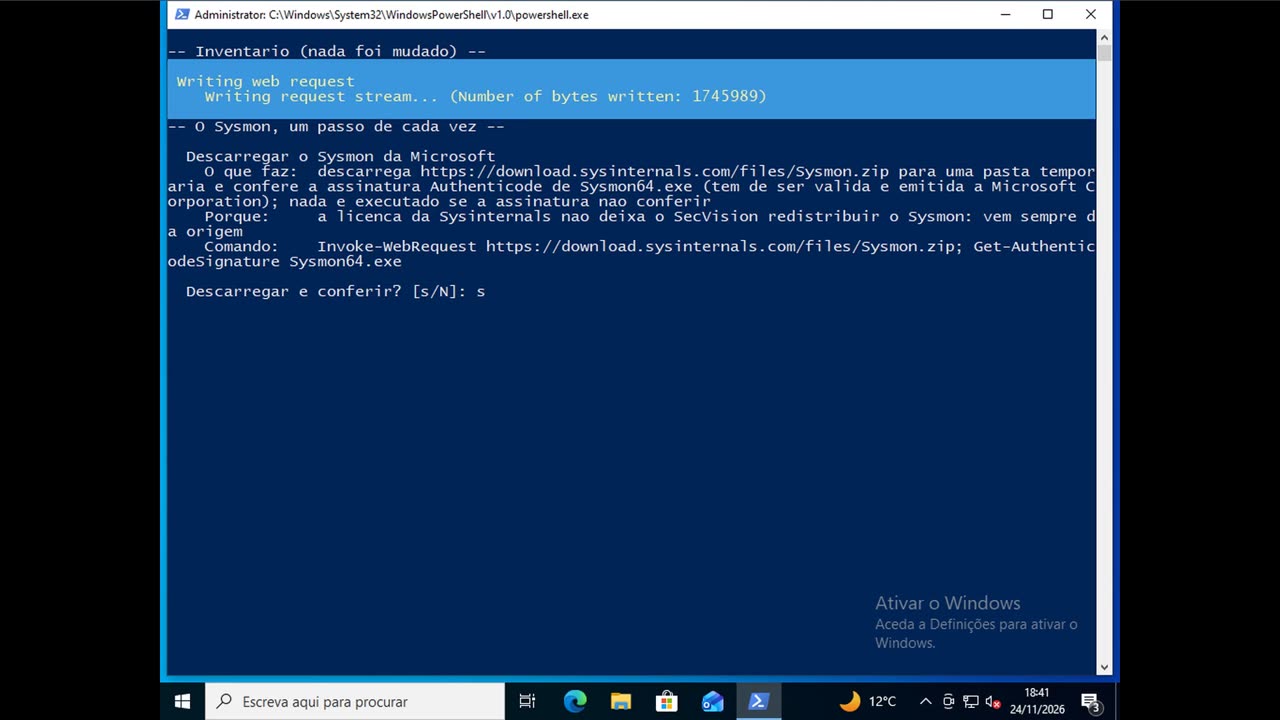 Administrator: C:\Windows\System32\WindowsPowerShell\v1.0\powershell.exe
-- Inventario (nada foi mudado) --
Writing web request
Writing request stream... (Number of bytes written: 1745989)
-- O Sysmon, um passo de cada vez --
Descarregar o Sysmon da Microsoft
O que faz:  descarrega https://download.sysinternals.com/files/Sysmon.zip para uma pasta tempor
aria e confere a assinatura Authenticode de Sysmon64.exe (tem de ser valida e emitida a Microsoft C
orporation); nada e executado se a assinatura nao conferir
Porque:     a licenca da Sysinternals nao deixa o SecVision redistribuir o Sysmon: vem sempre d
a origem
Comando:    Invoke-WebRequest https://download.sysinternals.com/files/Sysmon.zip; Get-Authentic
odeSignature Sysmon64.exe
Descarregar e conferir? [s/N]: s
Ativar o Windows
Aceda a Definições para ativar o
Windows.
Escreva aqui para procurar
12°C
18:41
24/11/2026
3